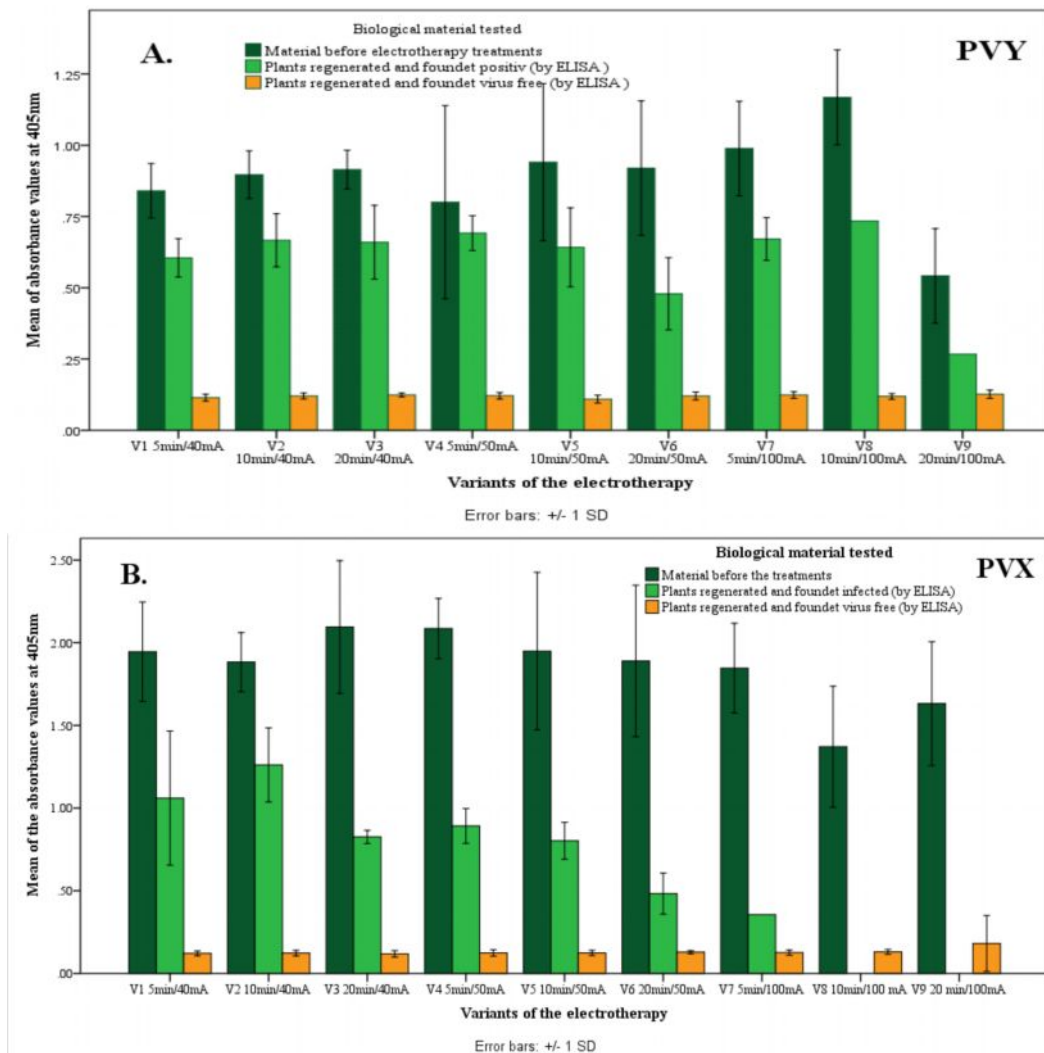 A.
PVY
Biological material tested
Material before electrotherapy treatments
Plants regenerated and foundet positiv (by ELISA )
Plants regenerated and foundet virus free (by ELISA )
Mean of absorbance values at 405nm
1.25
1.00
.75
.50
.25
.00
V1 5min/40mA
V2 10min/40mA
V3 20min/40mA
V4 5min/50mA
V5 10min/50mA
V6 20min/50mA
V7 5min/100mA
V8 10min/100mA
V9 20min/100mA
Variants of the electrotherapy
Error bars: +/- 1 SD
B.
PVX
Biological material tested
Material before the treatments
Plants regenerated and foundet infected (by ELISA)
Plants regenerated and foundet virus free (by ELISA)
Mean of the absorbance values at 405nm
2.50
2.00
1.50
1.00
.50
.00
V1 5min/40mA
V2 10min/40mA
V3 20min/40mA
V4 5min/50mA
V5 10min/50mA
V6 20min/50mA
V7 5min/100mA
V8 10min/100 mA
V9 20 min/100mA
Variants of the electrotherapy
Error bars: +/- 1 SD